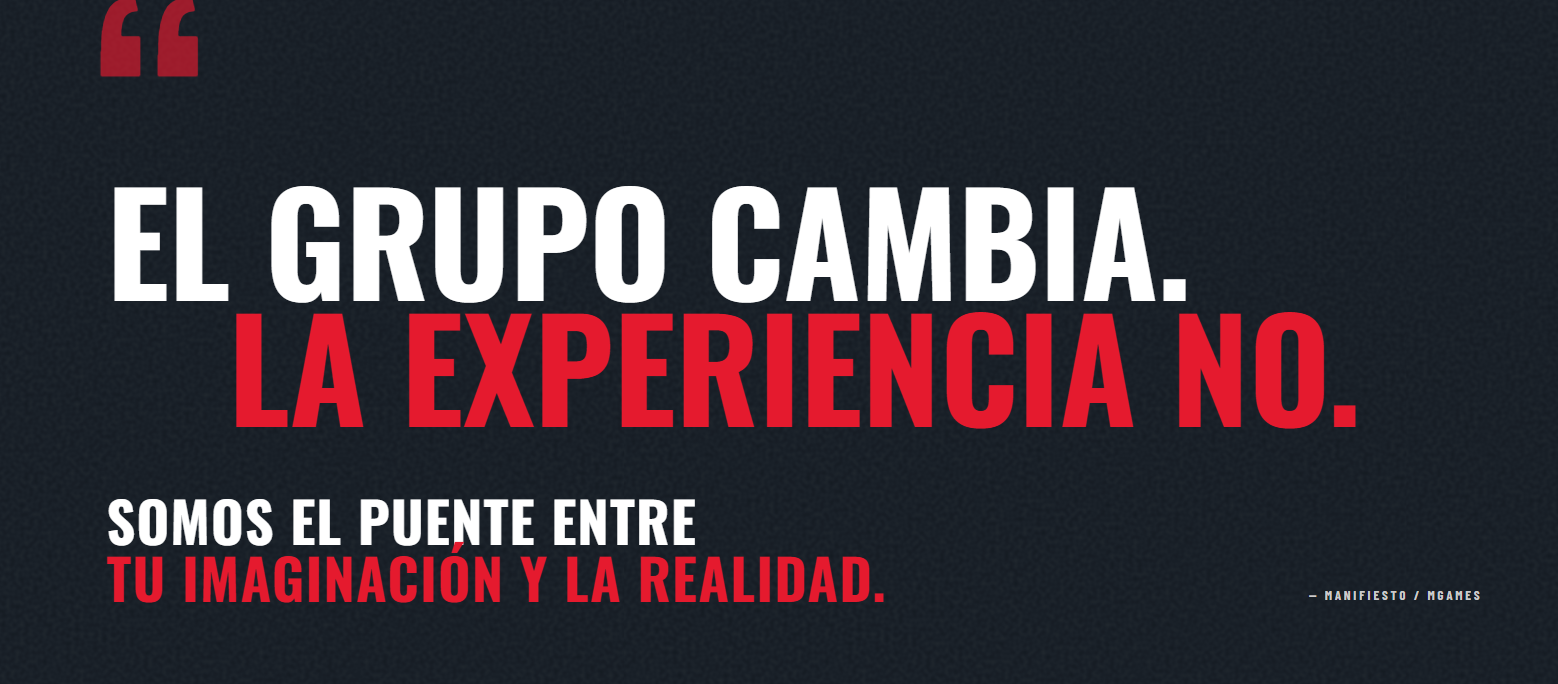 “
EL GRUPO CAMBIA.
LA EXPERIENCIA NO.
SOMOS EL PUENTE ENTRE
TU IMAGINACIÓN Y LA REALIDAD.
— MANIFIESTO / MGAMES